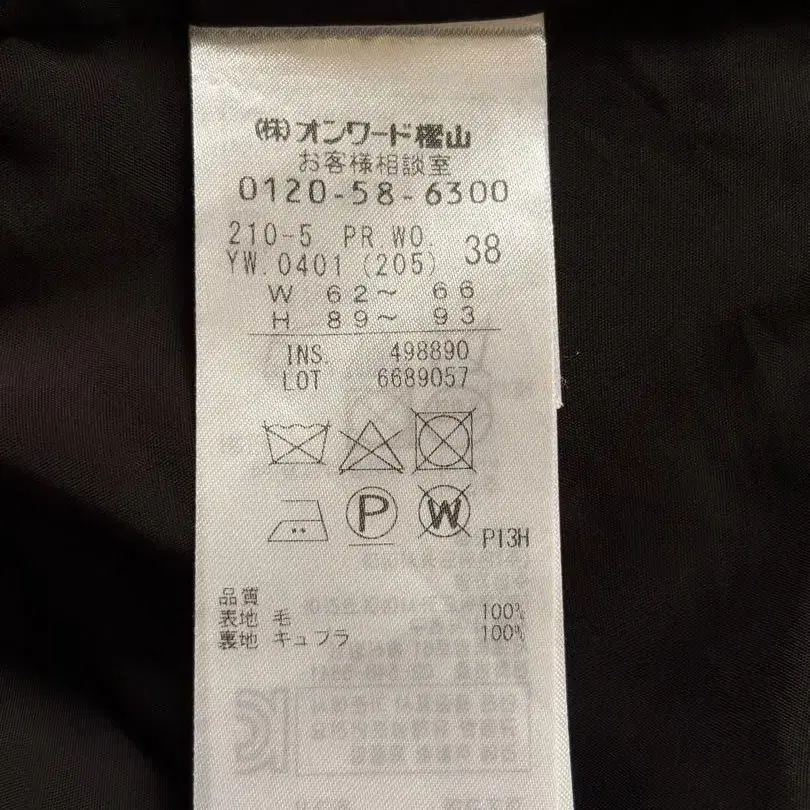 (株)オンワード樫山
お客様相談室
0120-58-6300
210-5 PR WO. 38
YW.0401(205)
W 62～ 66
H 89～ 93
INS. 498890
LOT 6689057
P W P13H
品質
表地 毛 100%
裏地 キュプラ 100%